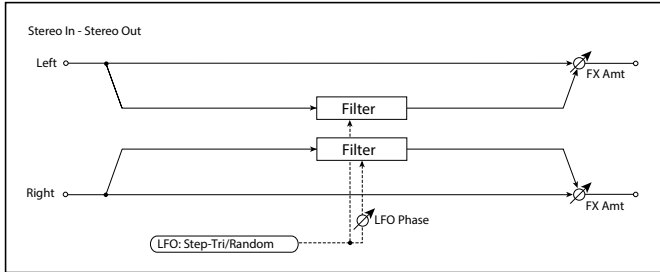 Stereo In - Stereo Out
Left
FX Amt
Filter
Filter
Right
FX Amt
LFO Phase
LFO: Step-Tri/Random